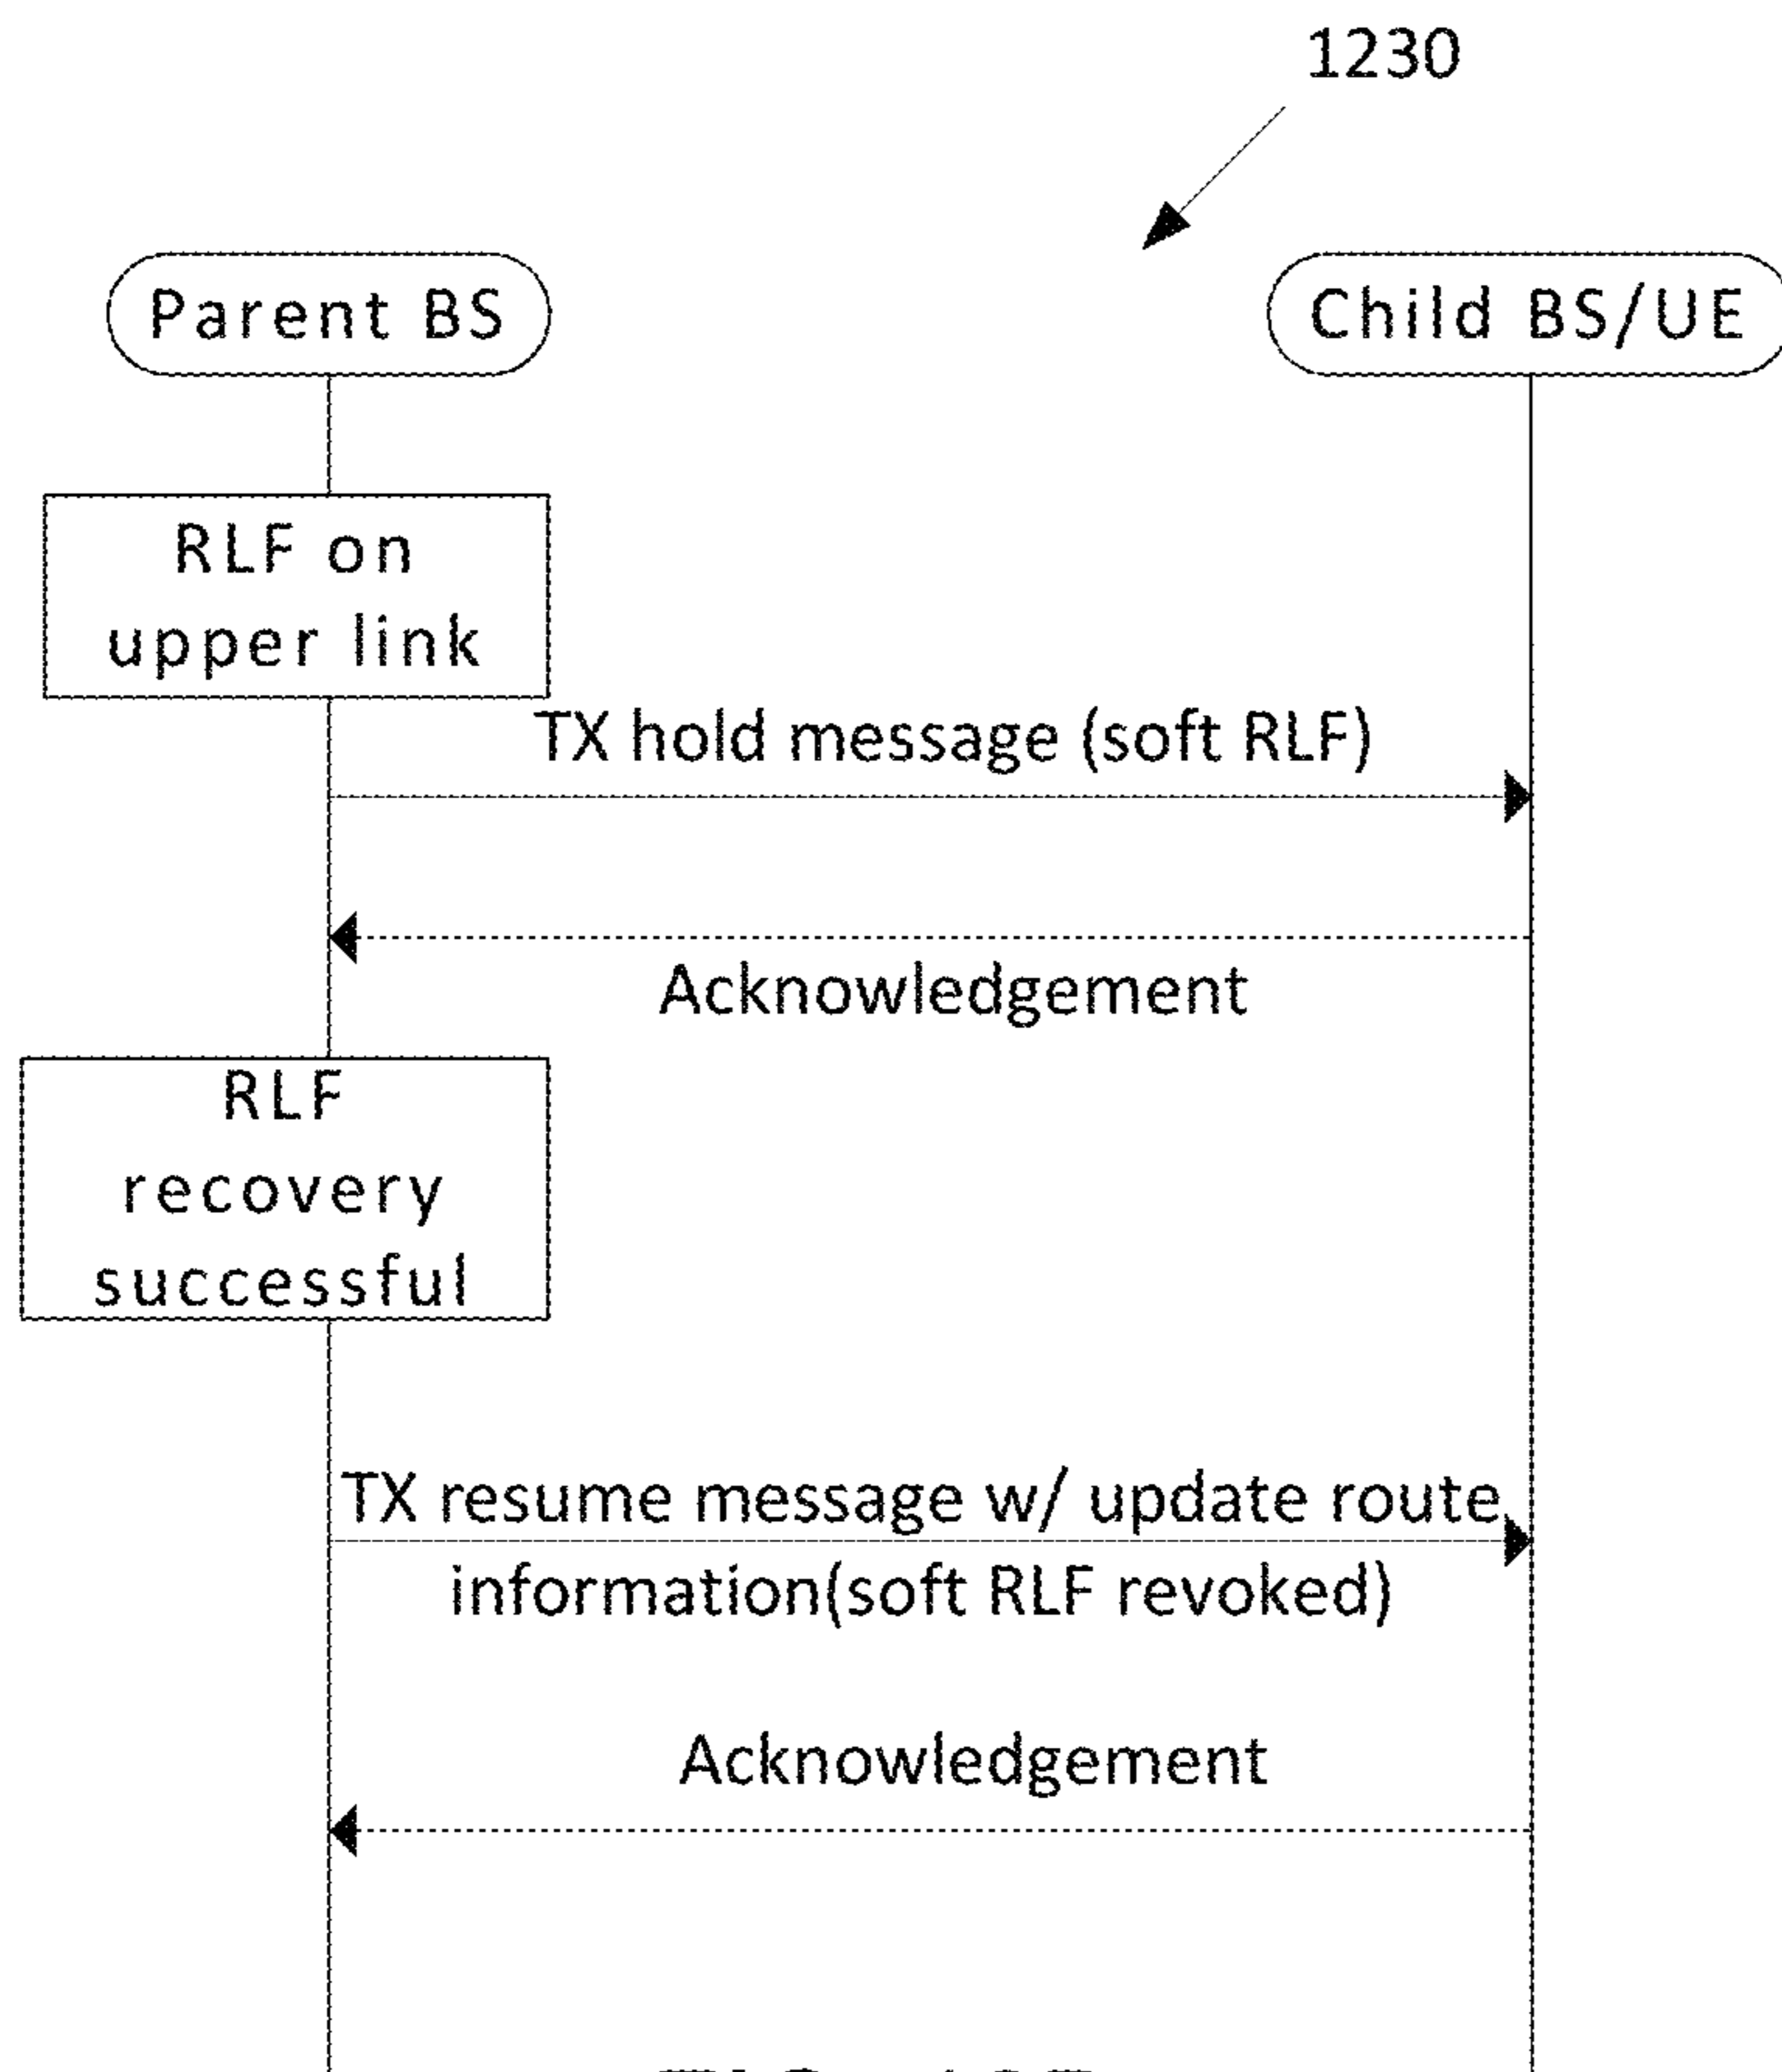 1230
Parent BS
Child BS/UE
RLF on
upper link
TX hold message (soft RLF)
Acknowledgement
RLF
recovery
successful
TX resume message w/ update route
information(soft RLF revoked)
Acknowledgement